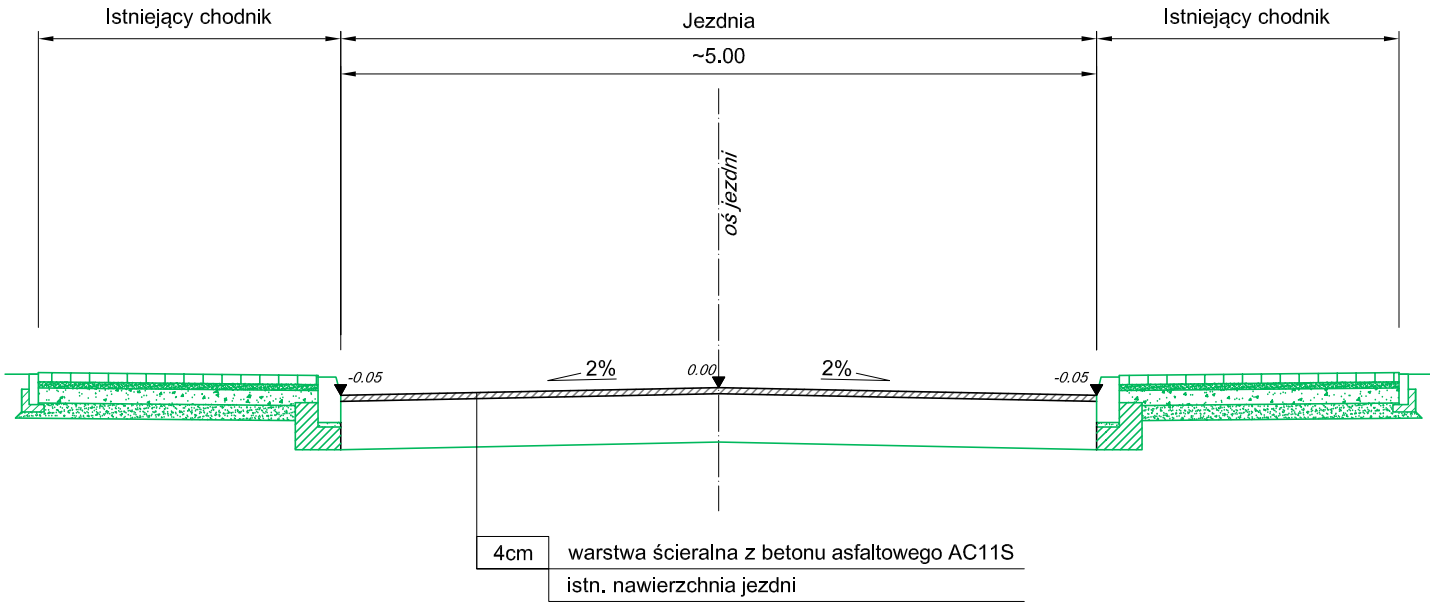 Istniejący chodnik
Jezdnia
Istniejący chodnik
~5.00
oś jezdni
-0.05
2%
0.00
2%
-0.05
4cm
warstwa ścieralna z betonu asfaltowego AC11S
istn. nawierzchnia jezdni